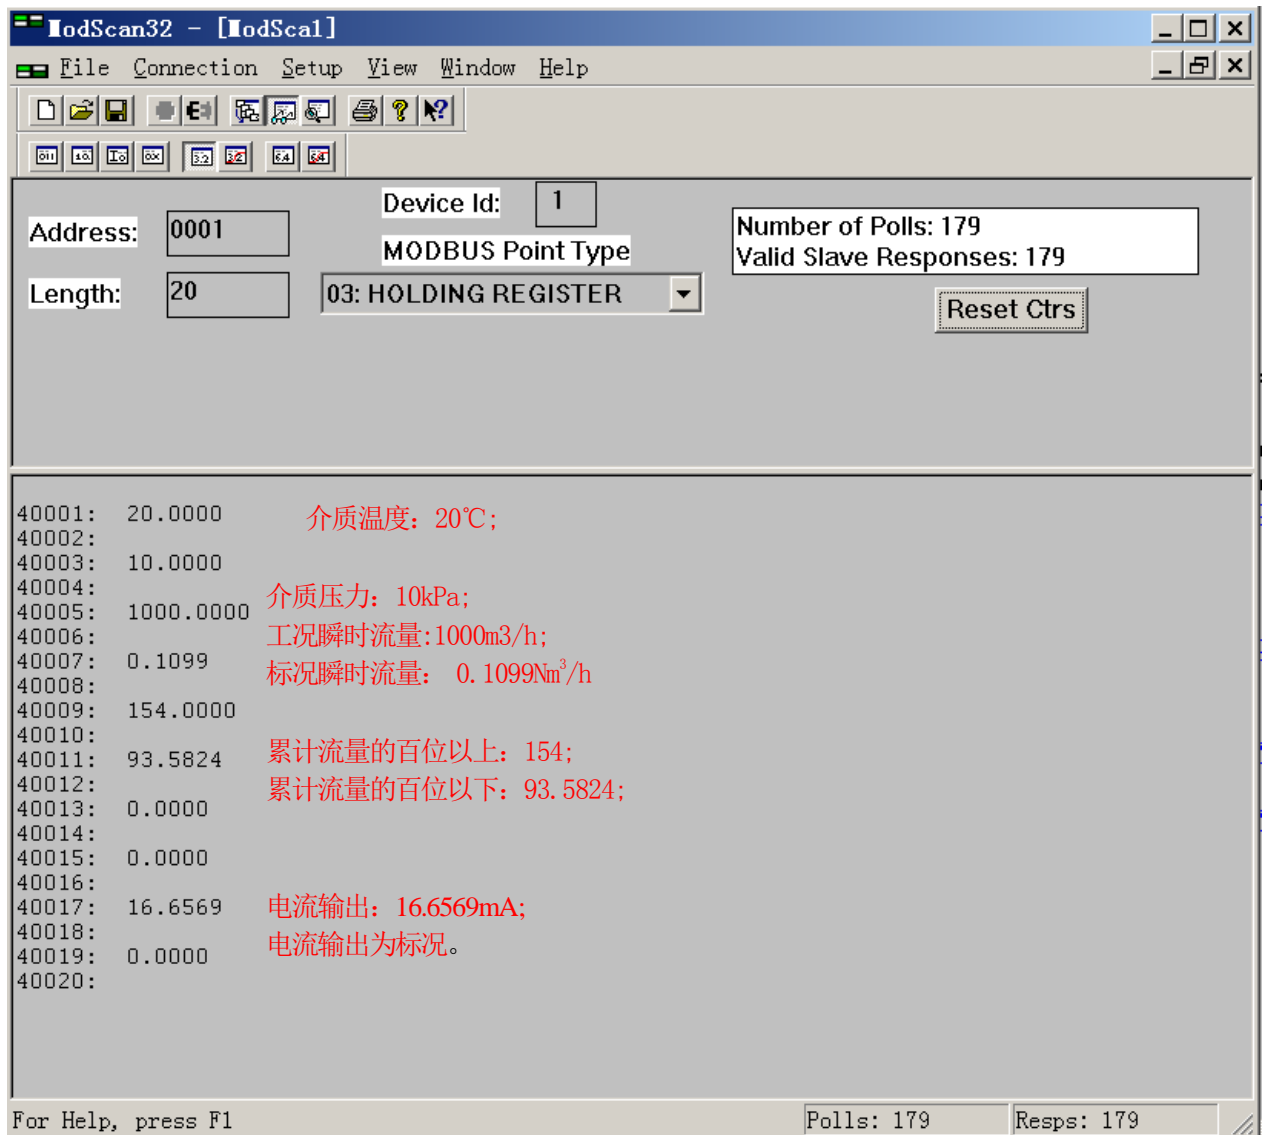 ModScan32 - [ModSca1]
File Connection Setup View Window Help
Device Id: 1
Address: 0001
MODBUS Point Type
Number of Polls: 179
Valid Slave Responses: 179
Length: 20
03: HOLDING REGISTER
Reset Ctrs
40001: 20.0000 介质温度：20℃;
40002:
40003: 10.0000
40004:
介质压力：10kPa;
40005: 1000.0000
40006:
工况瞬时流量:1000m3/h;
40007: 0.1099
标况瞬时流量： 0.1099Nm³/h
40008:
40009: 154.0000
40010:
累计流量的百位以上：154;
40011: 93.5824
40012:
累计流量的百位以下：93.5824;
40013: 0.0000
40014:
40015: 0.0000
40016:
40017: 16.6569 电流输出：16.6569mA;
40018:
电流输出为标况。
40019: 0.0000
40020:
For Help, press F1
Polls: 179
Resps: 179